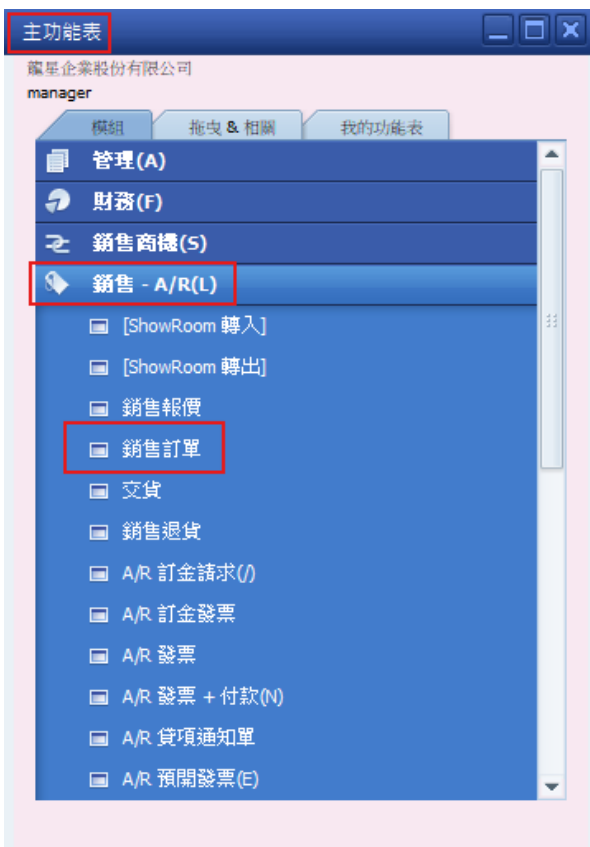 主功能表
龍星企業股份有限公司
manager
模組 拖曳 & 相關 我的功能表
管理(A)
財務(F)
銷售商機(S)
銷售 - A/R(L)
[ShowRoom 轉入]
[ShowRoom 轉出]
銷售報價
銷售訂單
交貨
銷售退貨
A/R 訂金請求(/)
A/R 訂金發票
A/R 發票
A/R 發票 + 付款(N)
A/R 貸項通知單
A/R 預開發票(E)